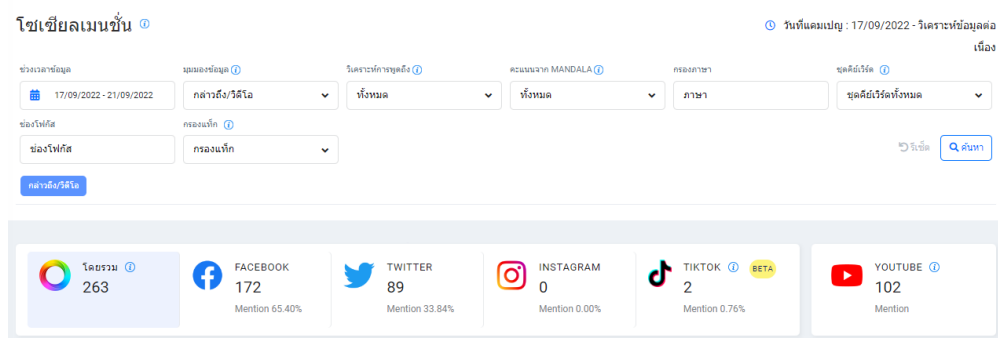 โซเชียลเมนชั่น
วันที่แคมเปญ : 17/09/2022 - วิเคราะห์ข้อมูลต่อ
เนื่อง
ช่วงเวลาข้อมูล
มุมมองข้อมูล
วิเคราะห์การพูดถึง
คะแนนจาก MANDALA
กรองภาษา
ชุดคีย์เวิร์ด
17/09/2022 - 21/09/2022
กล่าวถึง/วิดีโอ
ทั้งหมด
ทั้งหมด
ภาษา
ชุดคีย์เวิร์ดทั้งหมด
ช่องโฟกัส
กรองแท็ก
ช่องโฟกัส
กรองแท็ก
รีเซ็ต
ค้นหา
กล่าวถึง/วิดีโอ
โดยรวม
263
FACEBOOK
172
Mention 65.40%
TWITTER
89
Mention 33.84%
INSTAGRAM
0
Mention 0.00%
TIKTOK BETA
2
Mention 0.76%
YOUTUBE
102
Mention